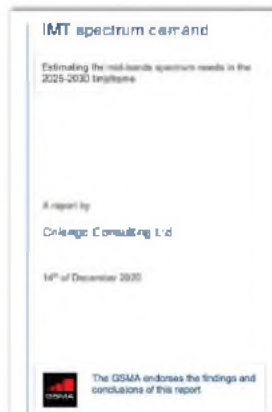 IMT spectrum demand
Estimating the mid-bands spectrum needs in the
2025-2030 timeframe
A report by
Coleago Consulting Ltd
14th of December 2020
The GSMA endorses the findings and
conclusions of this report
GSMA